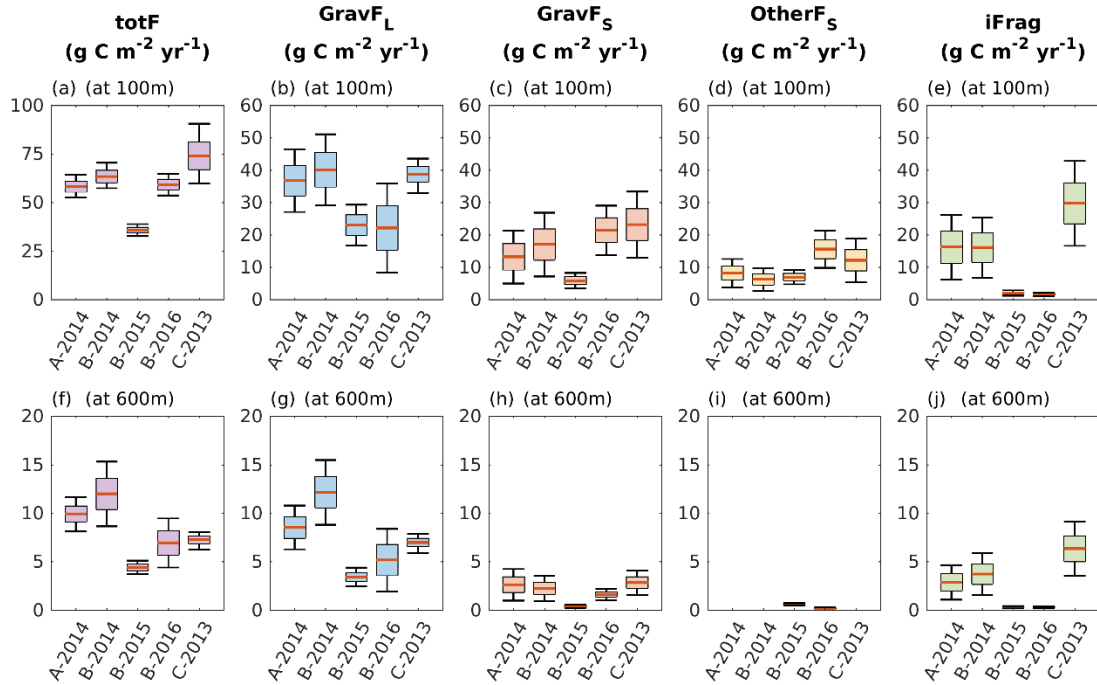 totF GravF_L GravF_S OtherF_S iFrag
(g C m^-2 yr^-1) (g C m^-2 yr^-1) (g C m^-2 yr^-1) (g C m^-2 yr^-1) (g C m^-2 yr^-1)
(a) (at 100m) (b) (at 100m) (c) (at 100m) (d) (at 100m) (e) (at 100m)
100 60 60 60 60
75 50 50 50 50
50 40 40 40 40
25 30 30 30 30
0 20 20 20 20
10 10 10 10
0 0 0 0
A-2014 B-2014 B-2015 B-2016 C-2013 A-2014 B-2014 B-2015 B-2016 C-2013 A-2014 B-2014 B-2015 B-2016 C-2013 A-2014 B-2014 B-2015 B-2016 C-2013 A-2014 B-2014 B-2015 B-2016 C-2013
(f) (at 600m) (g) (at 600m) (h) (at 600m) (i) (at 600m) (j) (at 600m)
20 20 20 20 20
15 15 15 15 15
10 10 10 10 10
5 5 5 5 5
0 0 0 0 0
A-2014 B-2014 B-2015 B-2016 C-2013 A-2014 B-2014 B-2015 B-2016 C-2013 A-2014 B-2014 B-2015 B-2016 C-2013 A-2014 B-2014 B-2015 B-2016 C-2013 A-2014 B-2014 B-2015 B-2016 C-2013